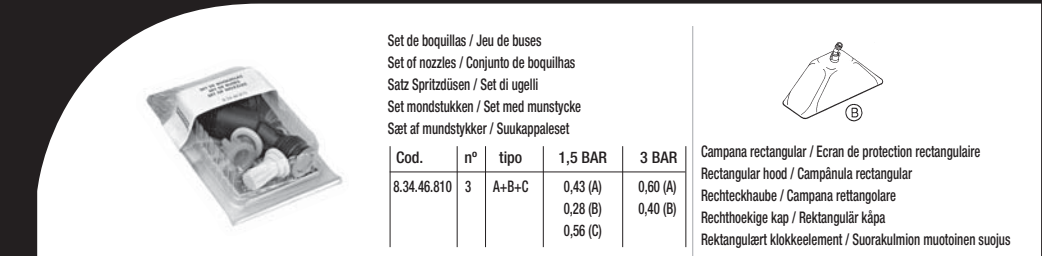 Set de boquillas / Jeu de buses
Set of nozzles / Conjunto de boquilhas
Satz Spritzdüsen / Set di ugelli
Set mondstukken / Set med munstycke
Sæt af mundstykker / Suukappaleset
Cod. nº tipo 1,5 BAR 3 BAR
8.34.46.810 3 A+B+C 0,43 (A) 0,60 (A)
0,28 (B) 0,40 (B)
0,56 (C)
B
Campana rectangular / Ecran de protection rectangulaire
Rectangular hood / Campânula rectangular
Rechteckhaube / Campana rettangolare
Rechthoekige kap / Rektangulär kåpa
Rektangulært klokkeelement / Suorakulmion muotoinen suojus